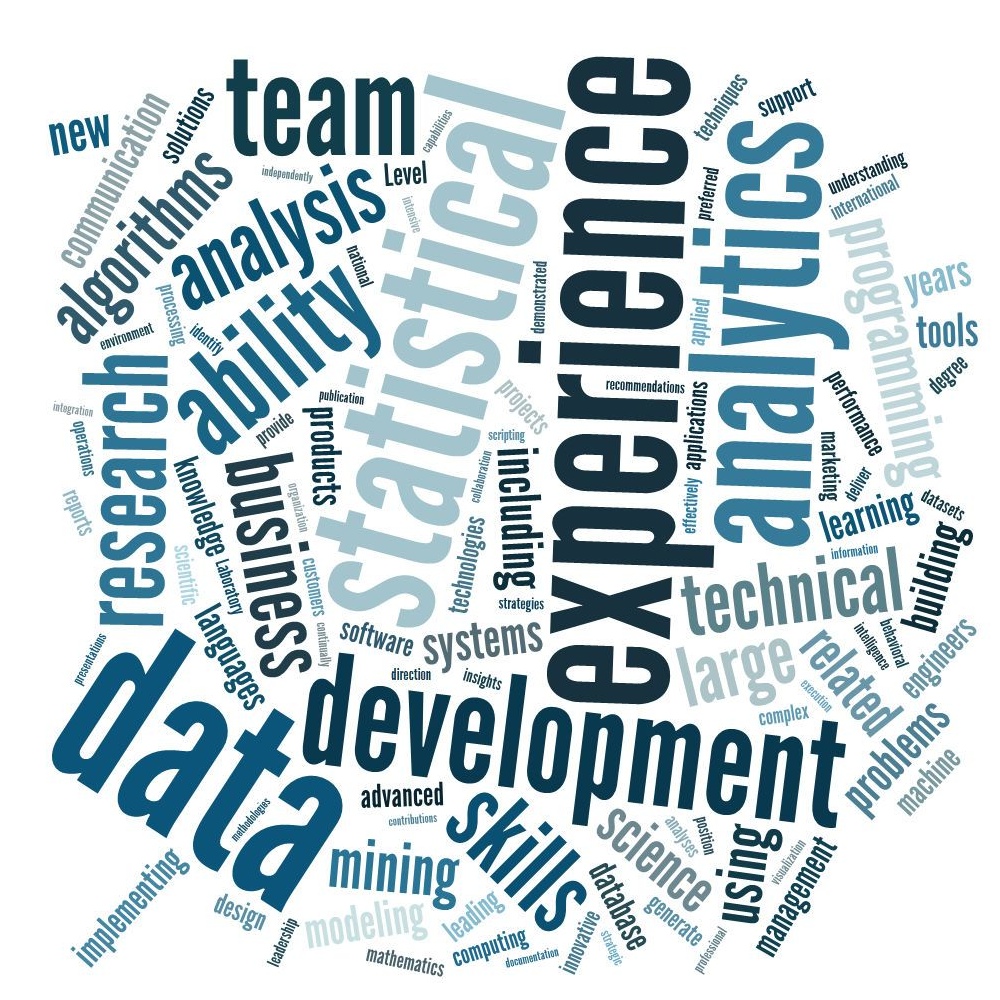 team
experience
techniques
support
new
communication
solutions
capabilities
statistical
analytics
independently
Level
algorithms
analysis
intensive
preferred
understanding
international
national
demonstrated
programming
years
processing
identify
environment
ability
applied
tools
degree
research
recommendations
performance
integration
publication
projects
applications
operations
provide
products
scripting
marketing
deliver
knowledge
business
organization
collaboration
including
effectively
learning
datasets
reports
scientific
Laboratory
customers
technologies
information
building
languages
strategies
technical
continually
software
systems
large
related
intelligence
behavioral
engineers
presentations
direction
insights
execution
complex
data
development
problems
machine
methodologies
advanced
contributions
skills
science
analyses
position
using
visualization
management
implementing
mining
database
design
leadership
modeling
leading
generate
computing
innovative
strategic
professional
mathematics
documentation